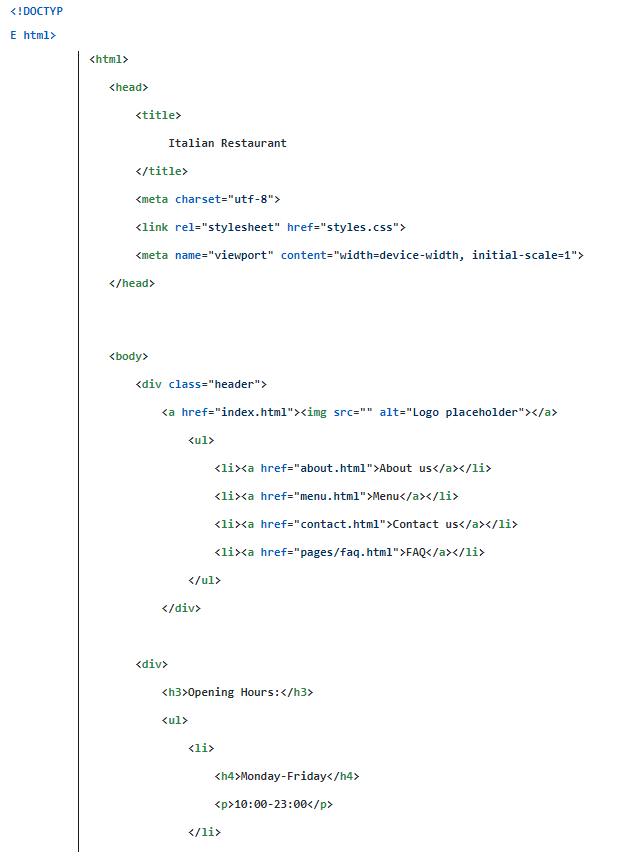 <!DOCTYP
E html>
<html>
<head>
<title>
Italian Restaurant
</title>
<meta charset="utf-8">
<link rel="stylesheet" href="styles.css">
<meta name="viewport" content="width=device-width, initial-scale=1">
</head>
<body>
<div class="header">
<a href="index.html"><img src="" alt="Logo placeholder"></a>
<ul>
<li><a href="about.html">About us</a></li>
<li><a href="menu.html">Menu</a></li>
<li><a href="contact.html">Contact us</a></li>
<li><a href="pages/faq.html">FAQ</a></li>
</ul>
</div>
<div>
<h3>Opening Hours:</h3>
<ul>
<li>
<h4>Monday-Friday</h4>
<p>10:00-23:00</p>
</li>